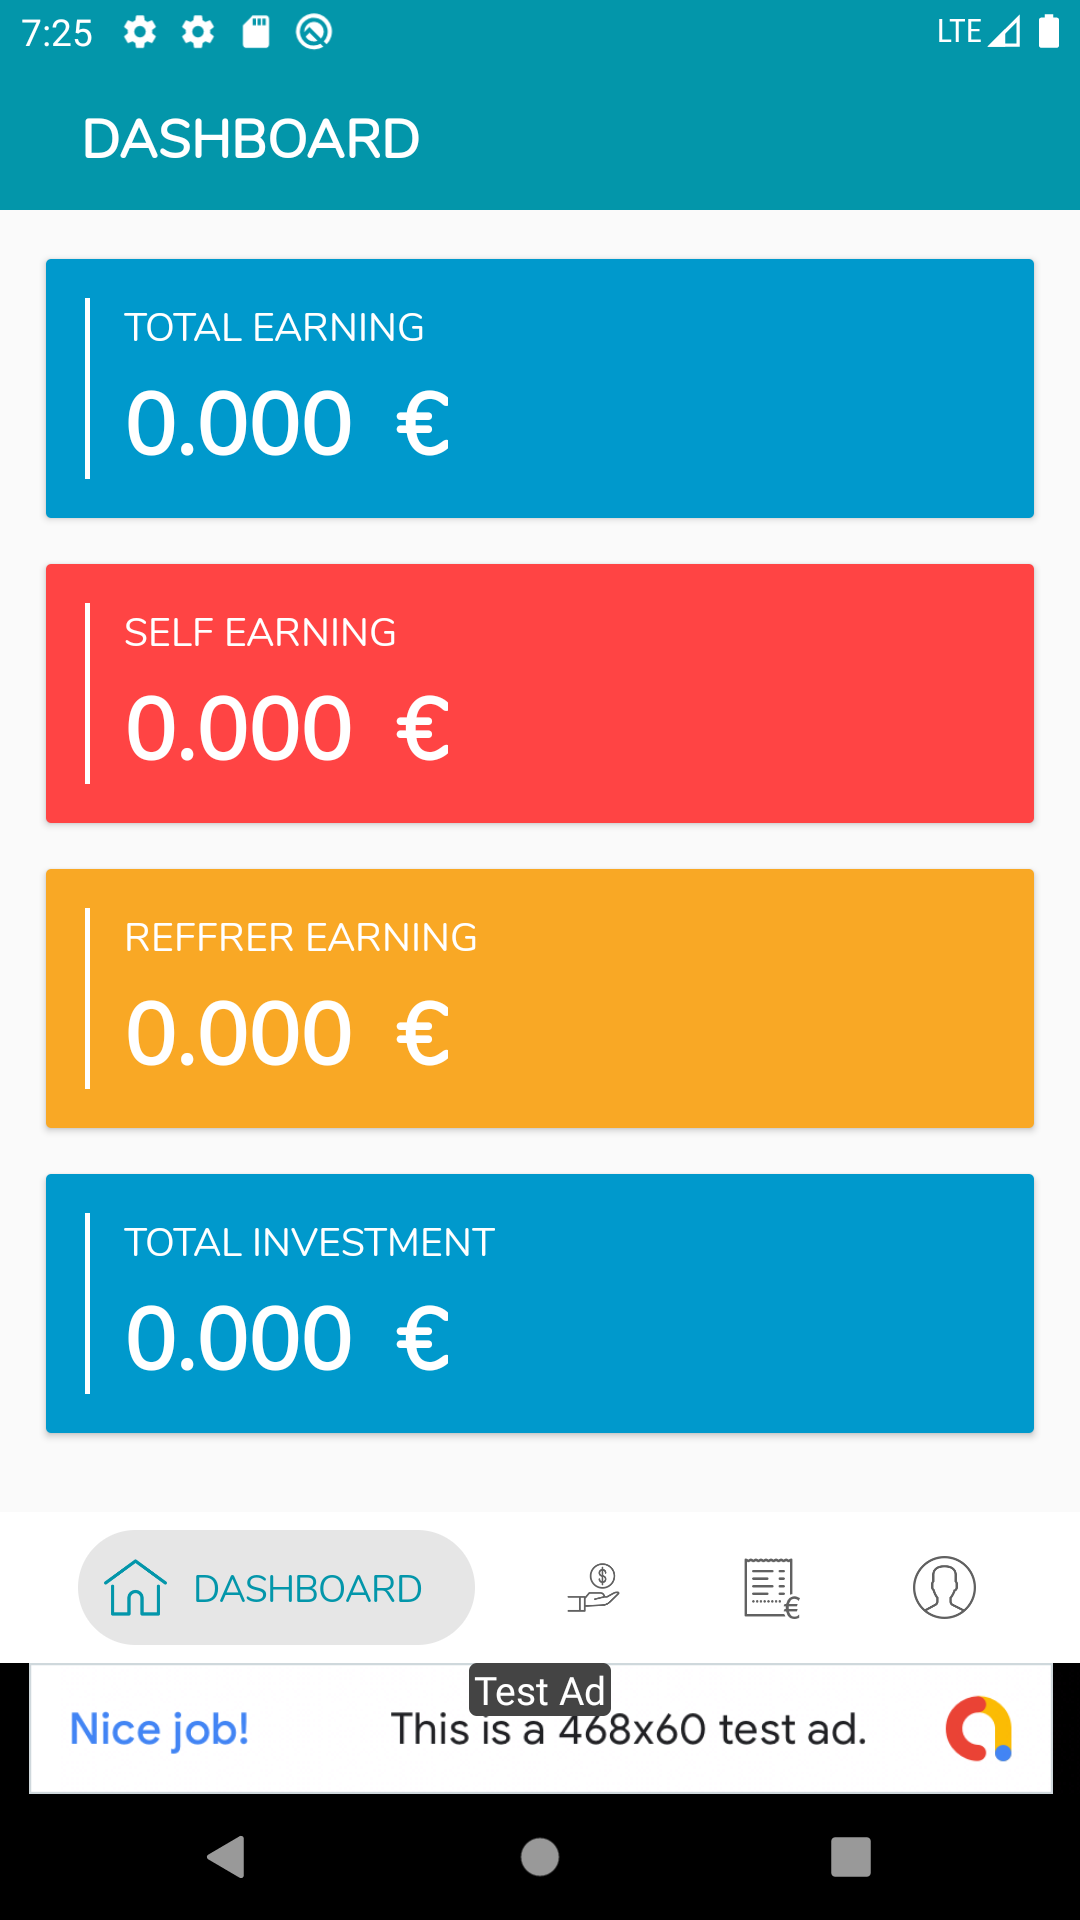 7:25
LTE
DASHBOARD
TOTAL EARNING
0.000 €
SELF EARNING
0.000 €
REFFRER EARNING
0.000 €
TOTAL INVESTMENT
0.000 €
DASHBOARD
Test Ad
Nice job!
This is a 468x60 test ad.